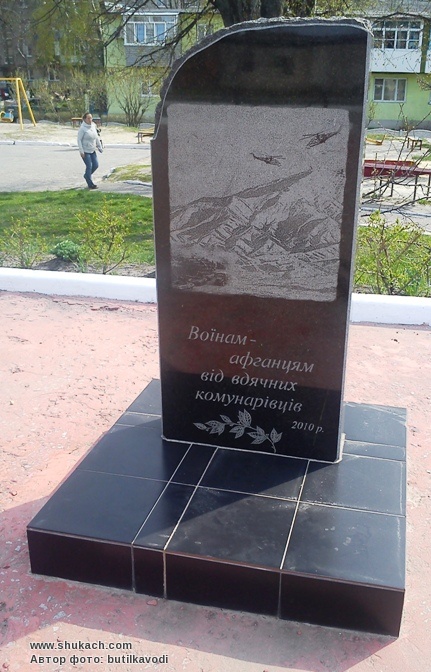 Воїнам-
афганцям
від вдячних
комунарівців
2010 р.
www.shukach.com
Автор фото: butilkavodi